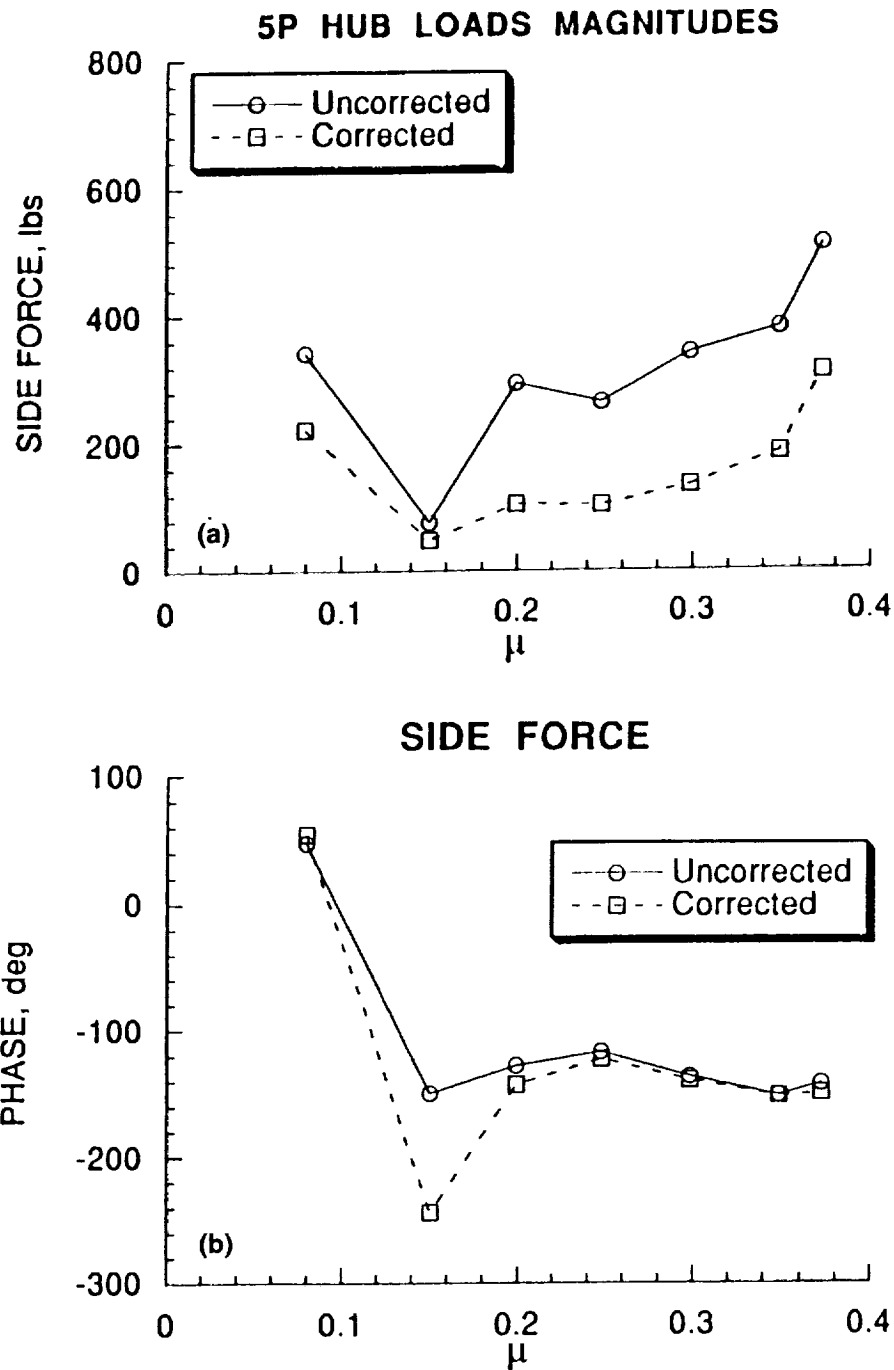 5P HUB LOADS MAGNITUDES
800
600
400
200
0
SIDE FORCE, lbs
Uncorrected
Corrected
(a)
0 0.1 0.2 0.3 0.4
μ
SIDE FORCE
100
0
-100
-200
-300
PHASE, deg
Uncorrected
Corrected
(b)
0 0.1 0.2 0.3 0.4
μ